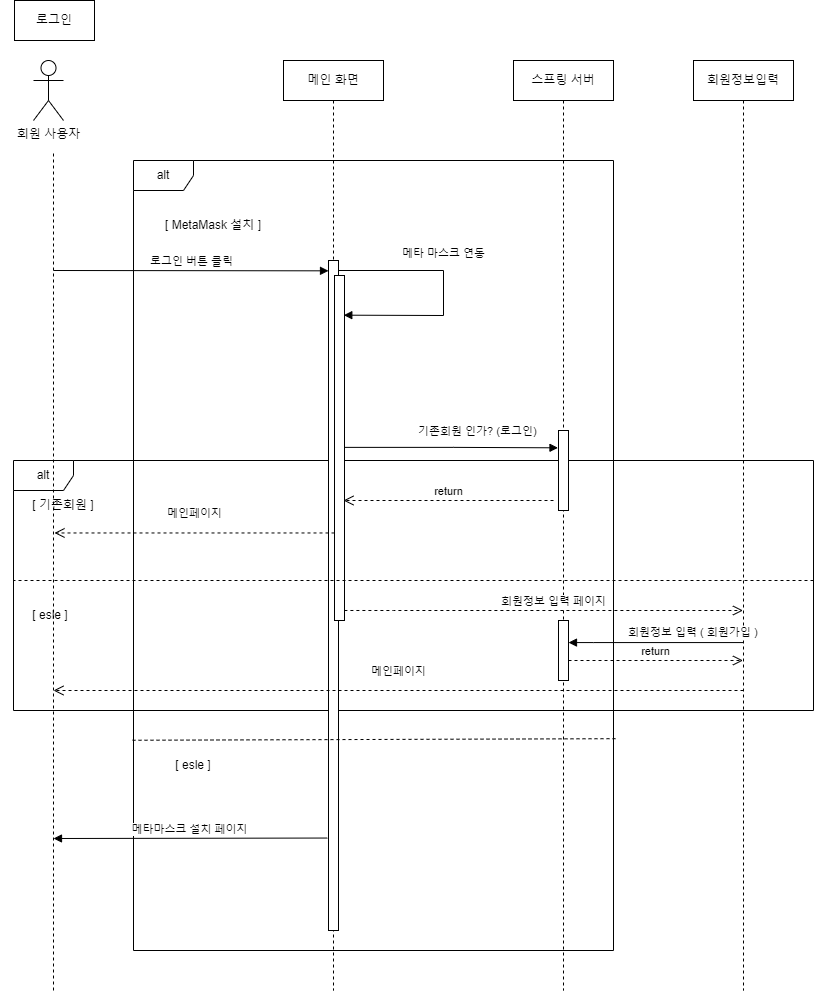 로그인
회원 사용자
메인 화면
스프링 서버
회원정보입력
alt
[ MetaMask 설치 ]
로그인 버튼 클릭
메타 마스크 연동
기존회원 인가? (로그인)
alt
[ 기존회원 ]
return
메인페이지
[ esle ]
회원정보 입력 페이지
회원정보 입력 ( 회원가입 )
return
메인페이지
[ esle ]
메타마스크 설치 페이지